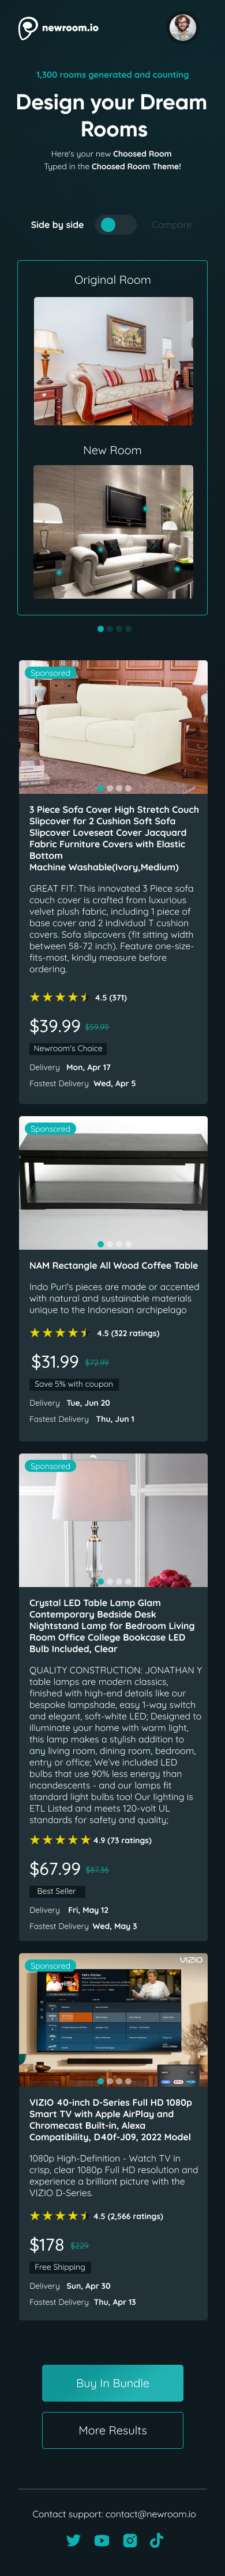 newroom.io
1,300 rooms generated and counting
Design your Dream
Rooms
Here's your new Choosed Room
Typed in the Choosed Room Theme!
Side by side
Compare
Original Room
New Room
Sponsored
3 Piece Sofa Cover High Stretch Couch
Slipcover for 2 Cushion Soft Sofa
Slipcover Loveseat Cover Jacquard
Fabric Furniture Covers with Elastic
Bottom
Machine Washable(Ivory,Medium)
GREAT FIT: This innovated 3 Piece sofa
couch cover is crafted from luxurious
velvet plush fabric, including 1 piece of
base cover and 2 individual T cushion
covers. Sofa slipcovers (fit sitting width
between 58-72 inch). Feature one-size-
fits-most, kindly measure before
ordering.
4.5 (371)
$39.99 $59.99
Newroom's Choice
Delivery Mon, Apr 17
Fastest Delivery Wed, Apr 5
Sponsored
NAM Rectangle All Wood Coffee Table
Indo Puri's pieces are made or accented
with natural and sustainable materials
unique to the Indonesian archipelago
4.5 (322 ratings)
$31.99 $72.99
Save 5% with coupon
Delivery Tue, Jun 20
Fastest Delivery Thu, Jun 1
Sponsored
Crystal LED Table Lamp Glam
Contemporary Bedside Desk
Nightstand Lamp for Bedroom Living
Room Office College Bookcase LED
Bulb Included, Clear
QUALITY CONSTRUCTION: JONATHAN Y
table lamps are modern classics,
finished with high-end details like our
bespoke lampshade, easy 1-way switch
and elegant, soft-white LED; Designed to
illuminate your home with warm light,
this lamp makes a stylish addition to
any living room, dining room, bedroom,
entry or office; We've included LED
bulbs that use 90% less energy than
incandescents - and our lamps fit
standard light bulbs too! Our lighting is
ETL Listed and meets 120-volt UL
standards for safety and quality;
4.9 (73 ratings)
$67.99 $87.36
Best Seller
Delivery Fri, May 12
Fastest Delivery Wed, May 3
Sponsored
VIZIO
VIZIO 40-inch D-Series Full HD 1080p
Smart TV with Apple AirPlay and
Chromecast Built-in, Alexa
Compatibility, D40f-J09, 2022 Model
1080p High-Definition - Watch TV in
crisp, clear 1080p Full HD resolution and
experience a brilliant picture with the
VIZIO D-Series.
4.5 (2,566 ratings)
$178 $229
Free Shipping
Delivery Sun, Apr 30
Fastest Delivery Thu, Apr 13
Buy In Bundle
More Results
Contact support: contact@newroom.io